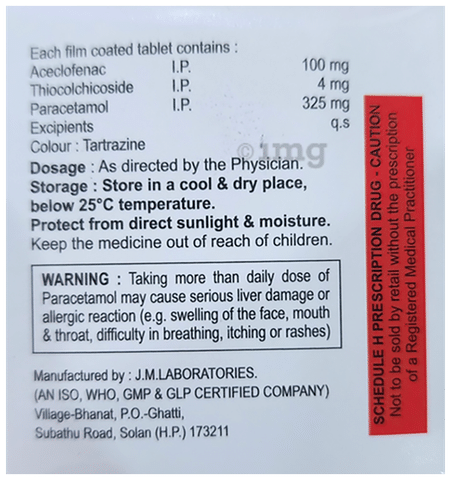 Each film coated tablet contains :
Aceclofenac I.P. 100 mg
Thiocolchicoside I.P. 4 mg
Paracetamol I.P. 325 mg
Excipients q.s
Colour : Tartrazine
©1mg
Dosage : As directed by the Physician.
Storage : Store in a cool & dry place,
below 25°C temperature.
Protect from direct sunlight & moisture.
Keep the medicine out of reach of children.
WARNING : Taking more than daily dose of
Paracetamol may cause serious liver damage or
allergic reaction (e.g. swelling of the face, mouth
& throat, difficulty in breathing, itching or rashes)
Manufactured by : J.M.LABORATORIES.
(AN ISO, WHO, GMP & GLP CERTIFIED COMPANY)
Village-Bhanat, P.O.-Ghatti,
Subathu Road, Solan (H.P.) 173211
SCHEDULE H PRESCRIPTION DRUG - CAUTION
Not to be sold by retail without the prescription
of a Registered Medical Practitioner